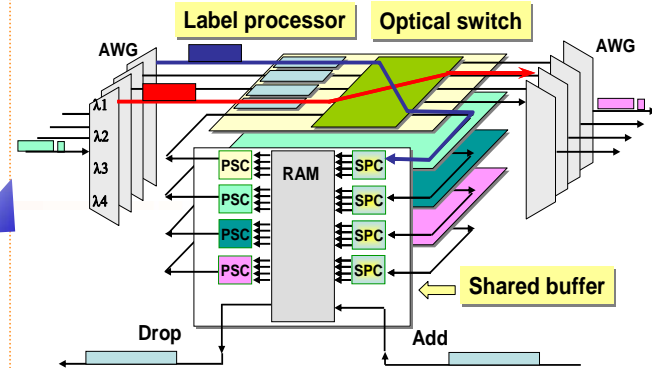 Label processor
Optical switch
AWG
AWG
λ1
λ2
λ3
λ4
PSC
RAM
SPC
PSC
SPC
PSC
SPC
PSC
SPC
Shared buffer
Drop
Add